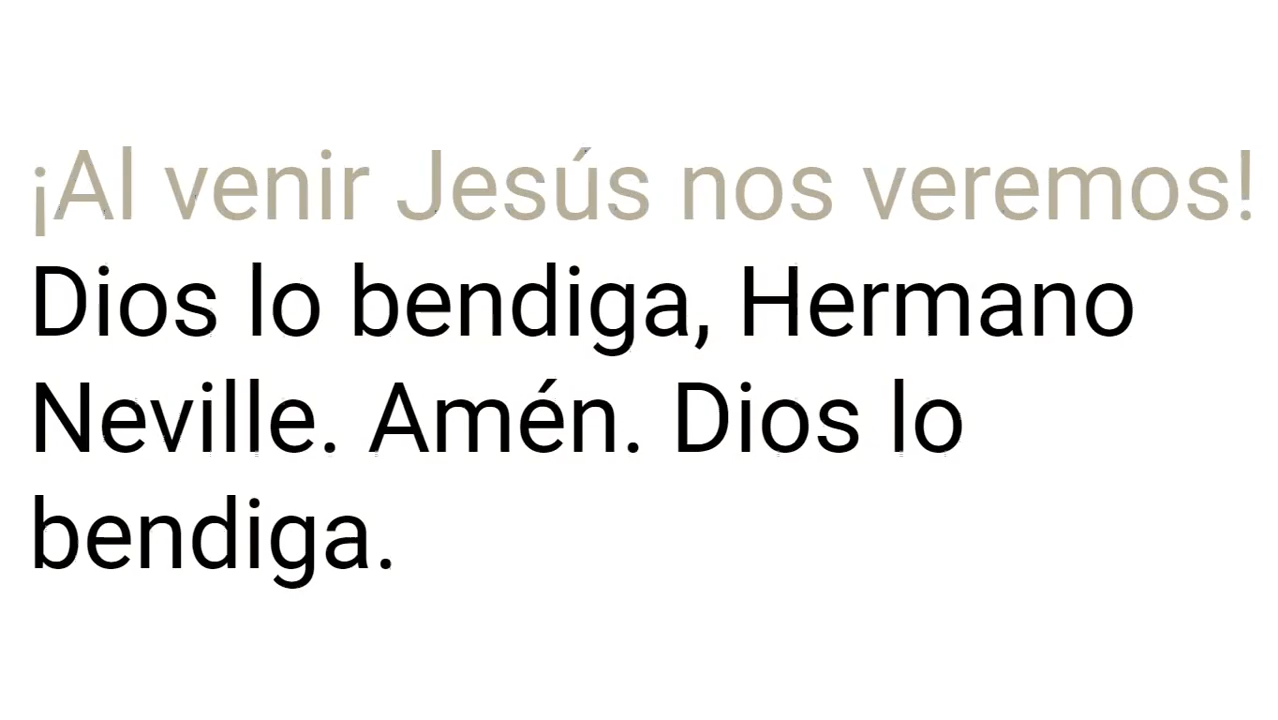 ¡Al venir Jesús nos veremos!
Dios lo bendiga, Hermano
Neville. Amén. Dios lo
bendiga.